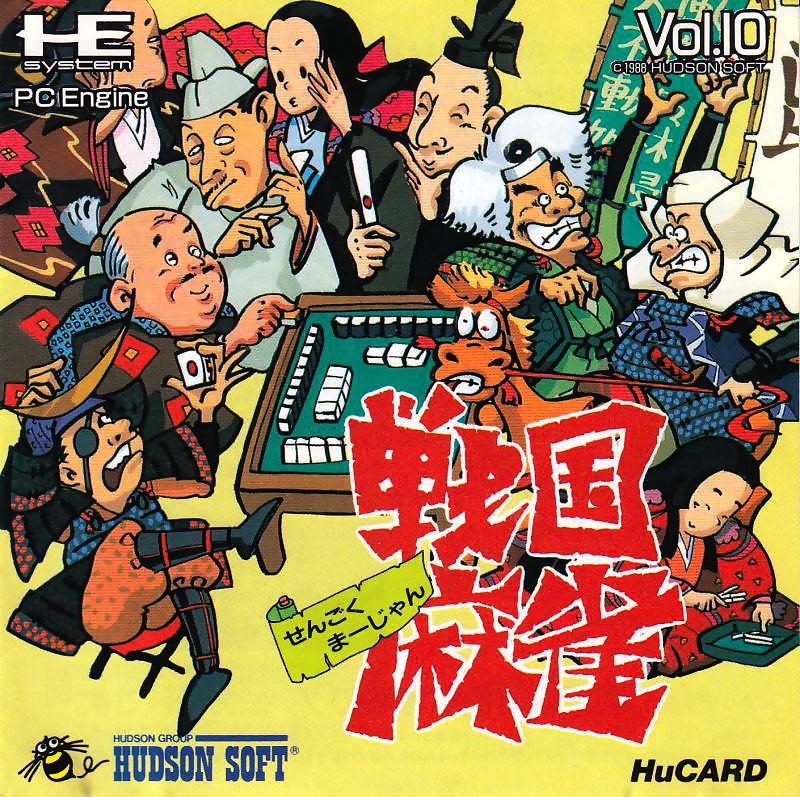 HE
system
PC Engine
Vol.10
©1988 HUDSON SOFT
戦国
麻雀
せんごく
まーじゃん
HUDSON GROUP
HUDSON SOFT®
HuCARD